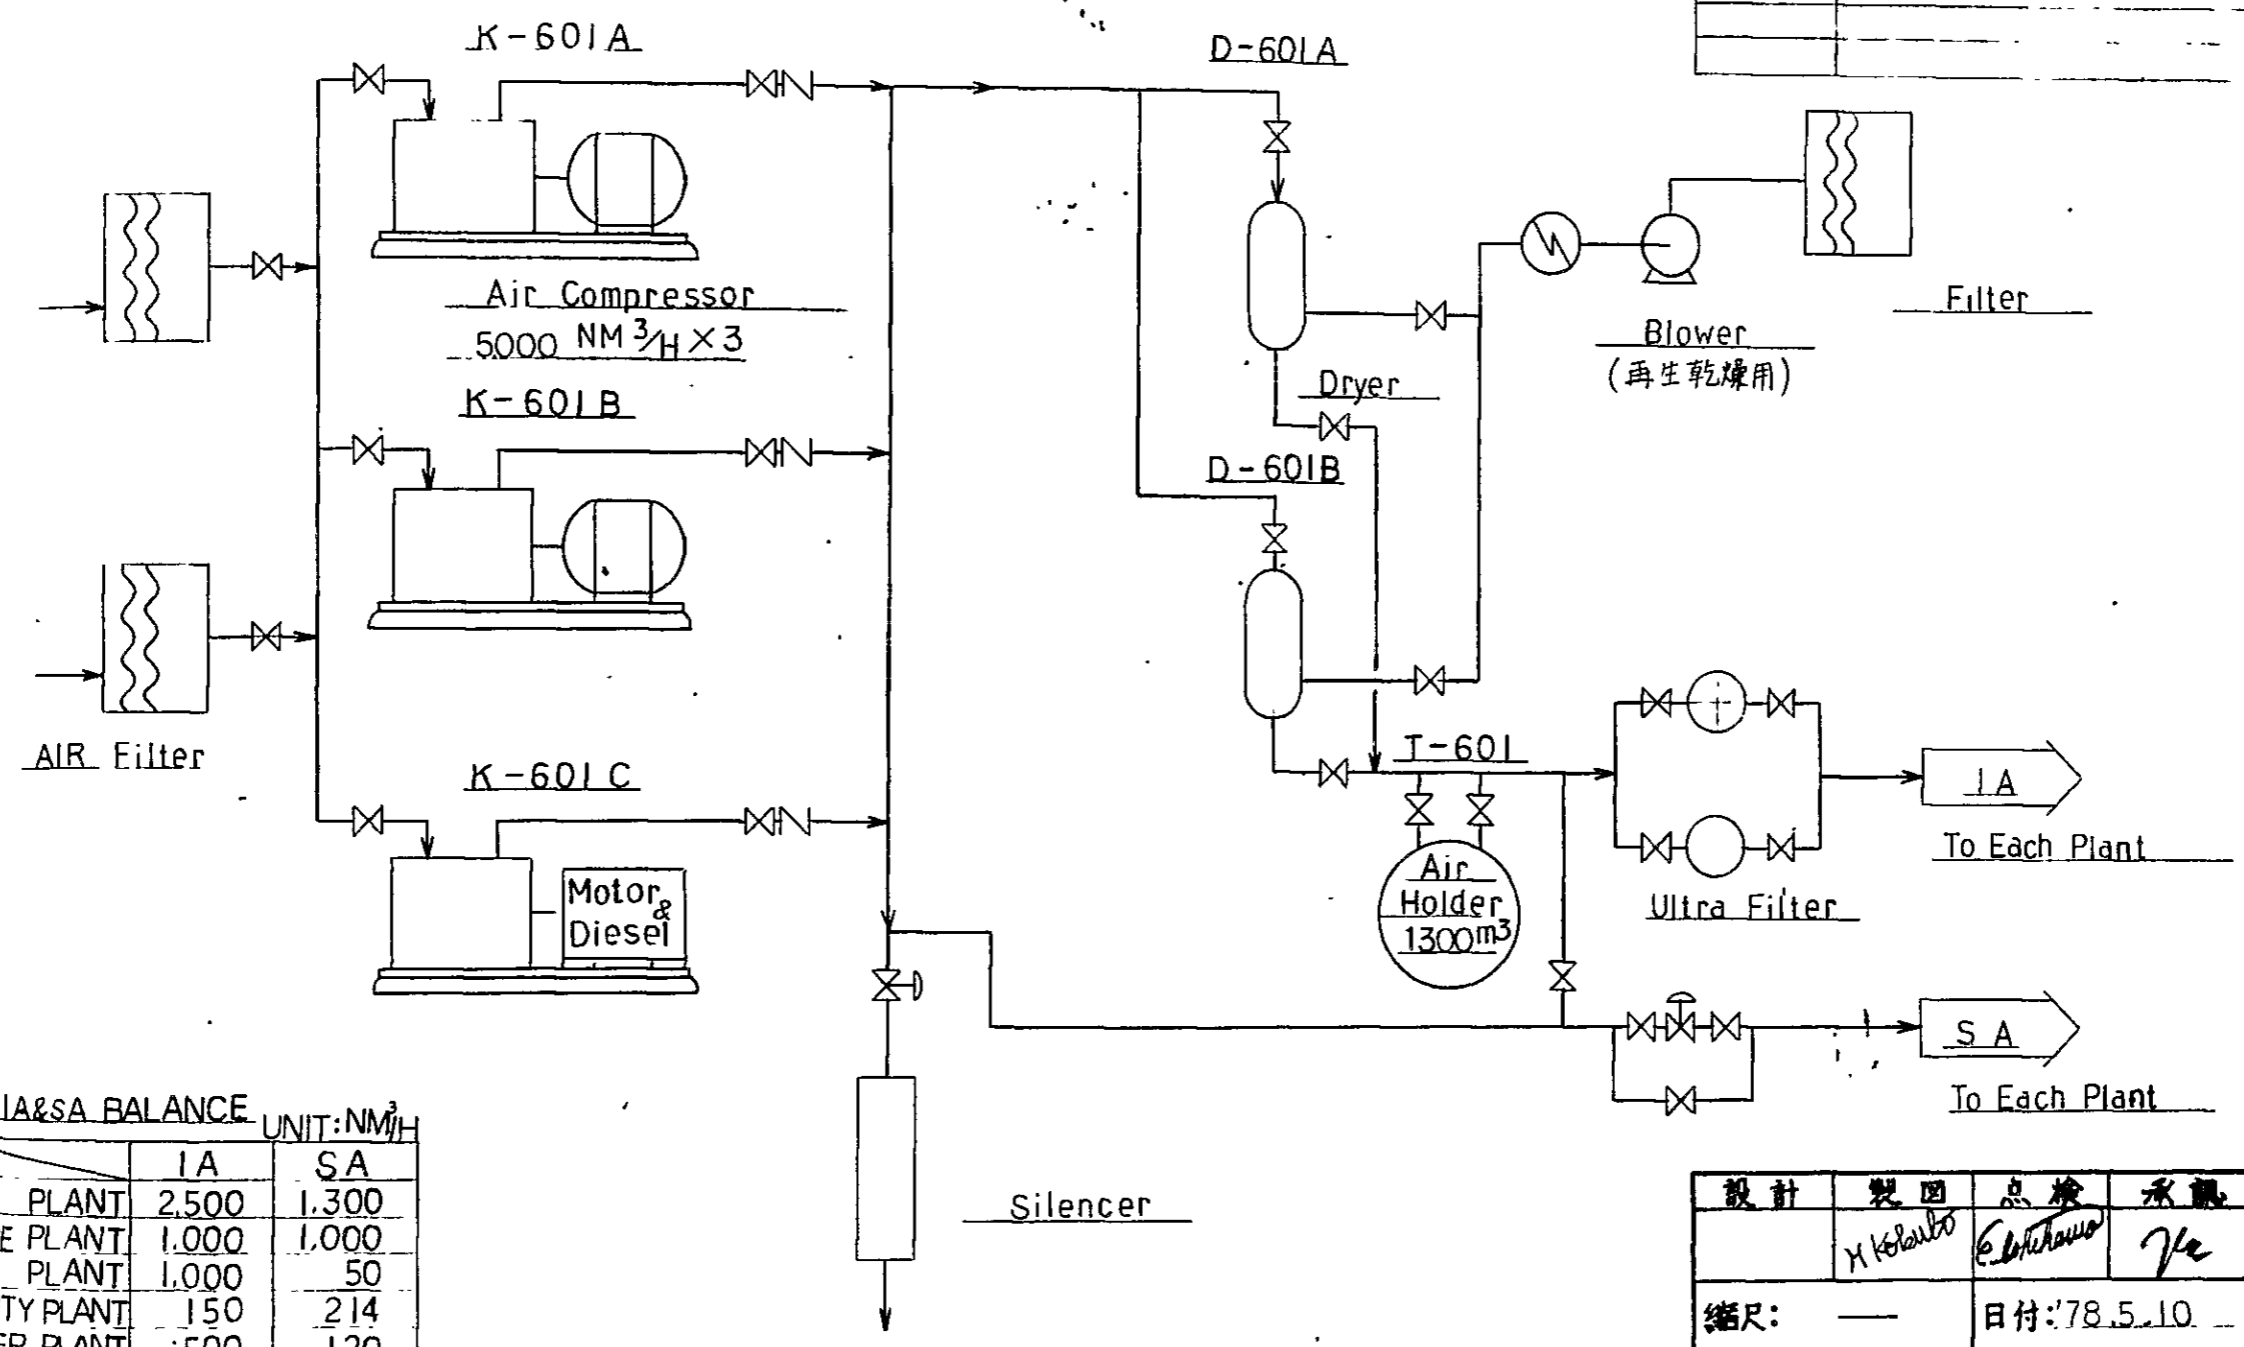 K-601A
D-601A
Air Compressor
5000 NM³/H×3
Filter
Blower
(再生乾燥用)
Dryer
K-601B
D-601B
AIR Filter
K-601C
T-601
IA
To Each Plant
Motor
&
Diesel
Air
Holder
1300m³
Ultra Filter
SA
To Each Plant
IA&SA BALANCE UNIT:NM³/H
IA SA
PLANT 2,500 1,300
E PLANT 1,000 1,000
PLANT 1,000 50
TY PLANT 150 214
ER PLANT 500 120
Silencer
設計 製図 点検 承認
M Kokubo
縮尺: — 日付:'78.5.10